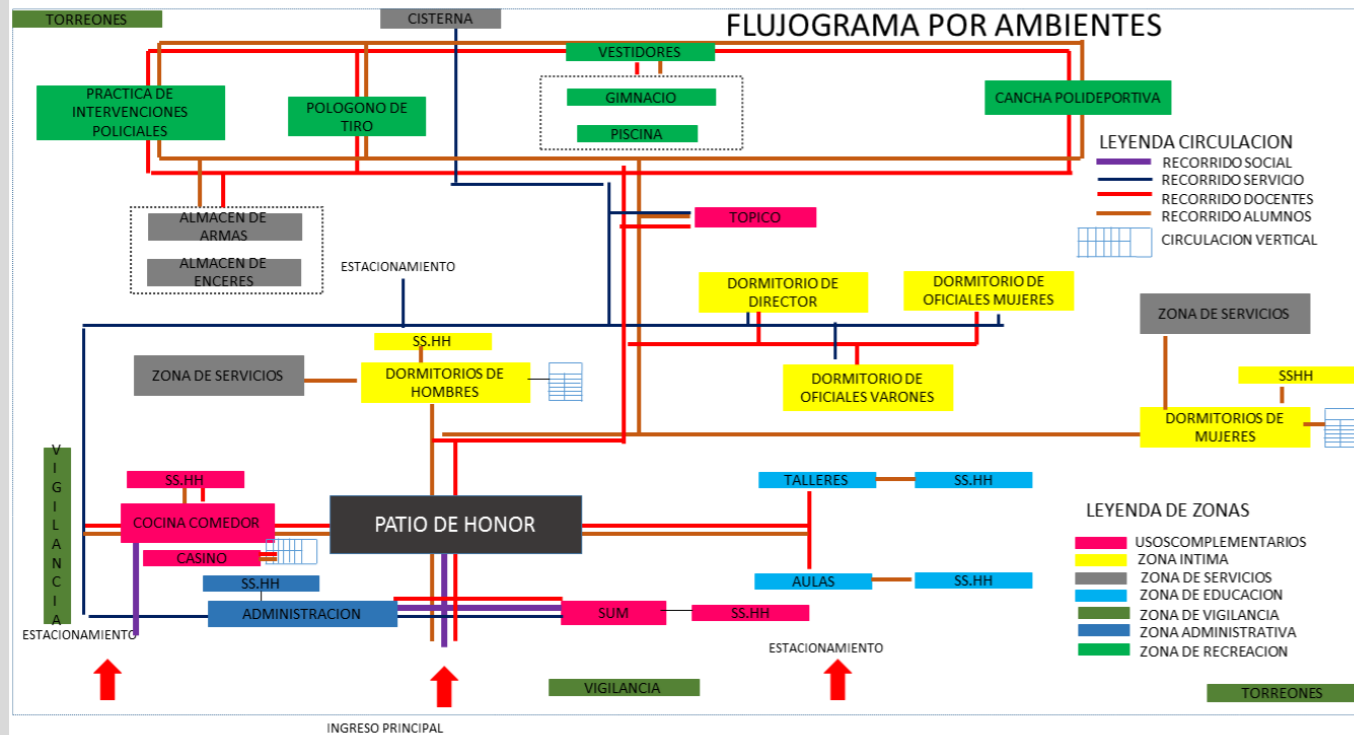 TORREONES
CISTERNA
FLUJOGRAMA POR AMBIENTES
VESTIDORES
PRACTICA DE
INTERVENCIONES
POLICIALES
POLOGONO DE
TIRO
GIMNACIO
PISCINA
CANCHA POLIDEPORTIVA
LEYENDA CIRCULACION
RECORRIDO SOCIAL
RECORRIDO SERVICIO
RECORRIDO DOCENTES
RECORRIDO ALUMNOS
CIRCULACION VERTICAL
ALMACEN DE
ARMAS
ALMACEN DE
ENCERES
TOPICO
ESTACIONAMIENTO
DORMITORIO DE
DIRECTOR
DORMITORIO DE
OFICIALES MUJERES
ZONA DE SERVICIOS
SS.HH
ZONA DE SERVICIOS
DORMITORIOS DE
HOMBRES
DORMITORIO DE
OFICIALES VARONES
SSHH
DORMITORIOS DE
MUJERES
VIGILANCIA
SS.HH
COCINA COMEDOR
CASINO
PATIO DE HONOR
TALLERES
SS.HH
AULAS
SS.HH
SS.HH
ADMINISTRACION
SUM
SS.HH
LEYENDA DE ZONAS
USOSCOMPLEMENTARIOS
ZONA INTIMA
ZONA DE SERVICIOS
ZONA DE EDUCACION
ZONA DE VIGILANCIA
ZONA ADMINISTRATIVA
ZONA DE RECREACION
ESTACIONAMIENTO
ESTACIONAMIENTO
VIGILANCIA
TORREONES
INGRESO PRINCIPAL